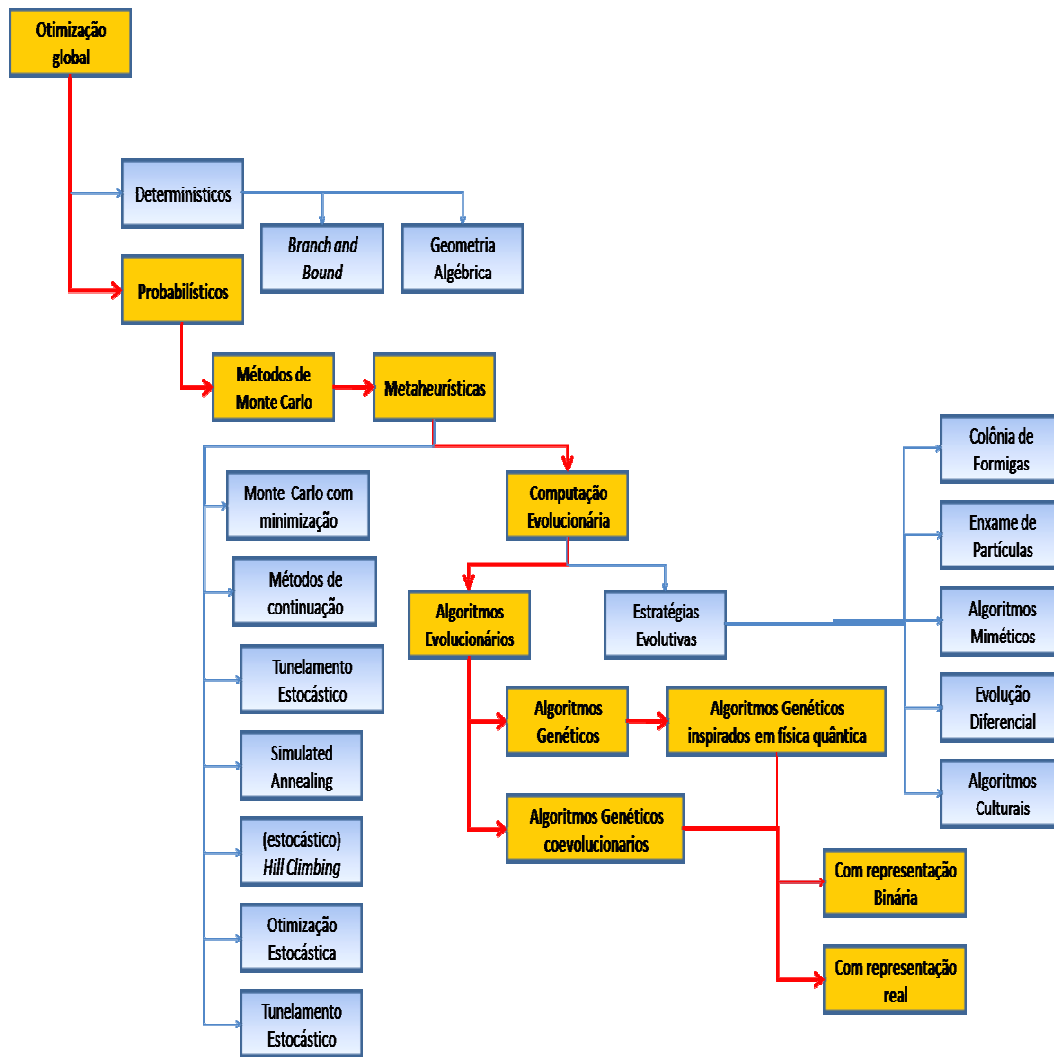 Otimização
global
Determinísticos
Branch and
Bound
Geometria
Algébrica
Probabilísticos
Métodos de
Monte Carlo
Metaheurísticas
Monte Carlo com
minimização
Métodos de
continuação
Tunelamento
Estocástico
Simulated
Annealing
(estocástico)
Hill Climbing
Otimização
Estocástica
Tunelamento
Estocástico
Computação
Evolucionária
Algoritmos
Evolucionários
Estratégias
Evolutivas
Algoritmos
Genéticos
Algoritmos Genéticos
inspirados em física quântica
Algoritmos Genéticos
coevolucionarios
Colônia de
Formigas
Enxame de
Partículas
Algoritmos
Miméticos
Evolução
Diferencial
Algoritmos
Culturais
Com representação
Binária
Com representação
real